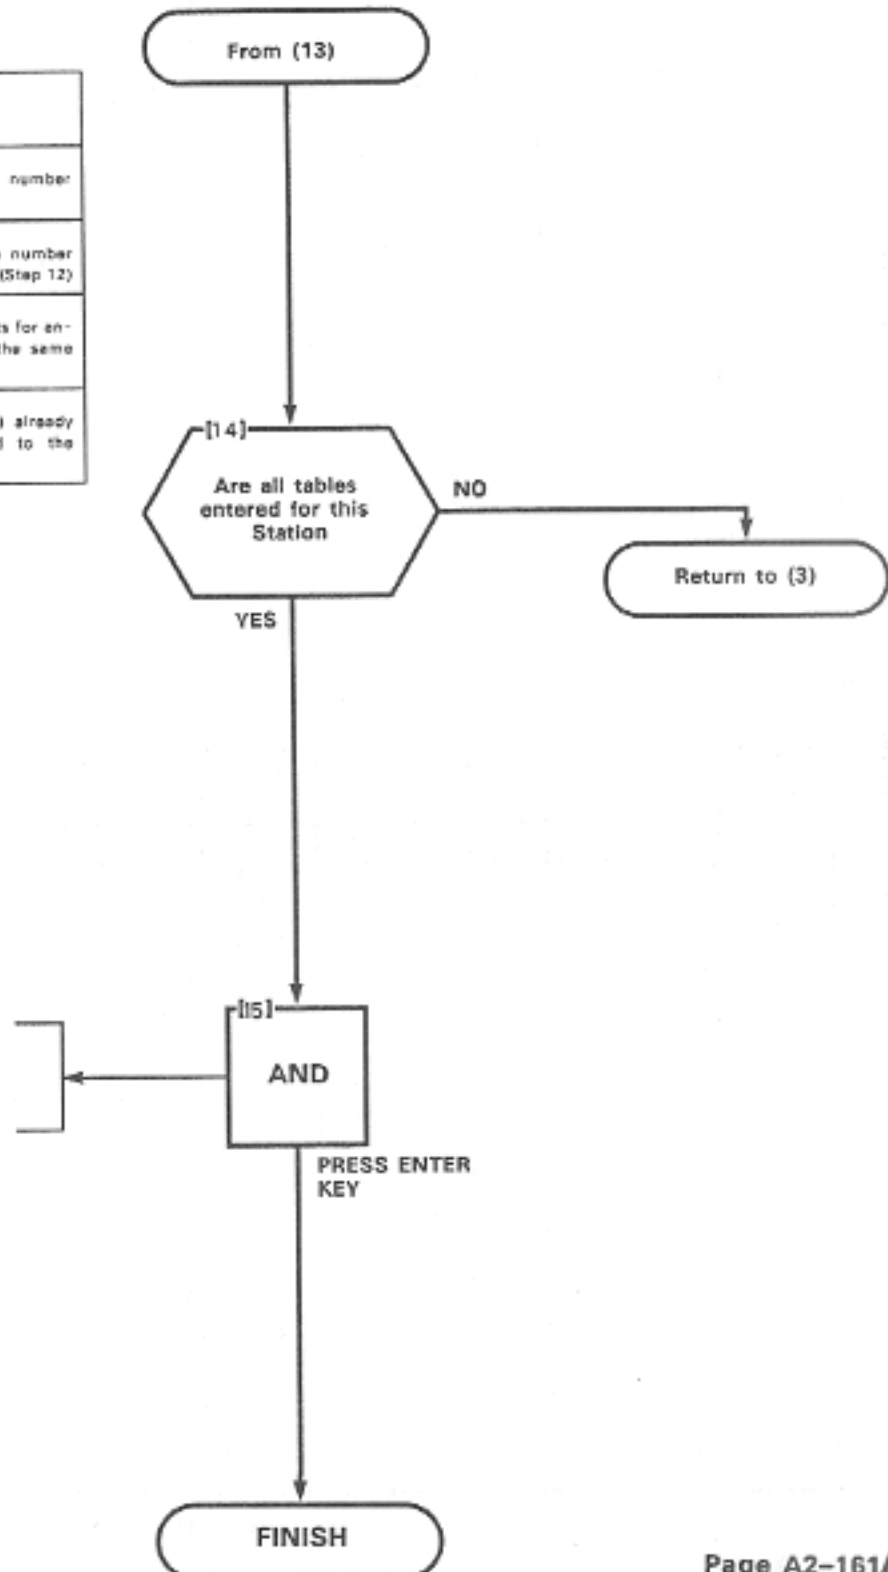 From (13)
number
number
(Step 12)
for en-
the same
already
to the
[14]
Are all tables
entered for this
Station
NO
Return to (3)
YES
[15]
AND
PRESS ENTER
KEY
FINISH
Page A2-161/